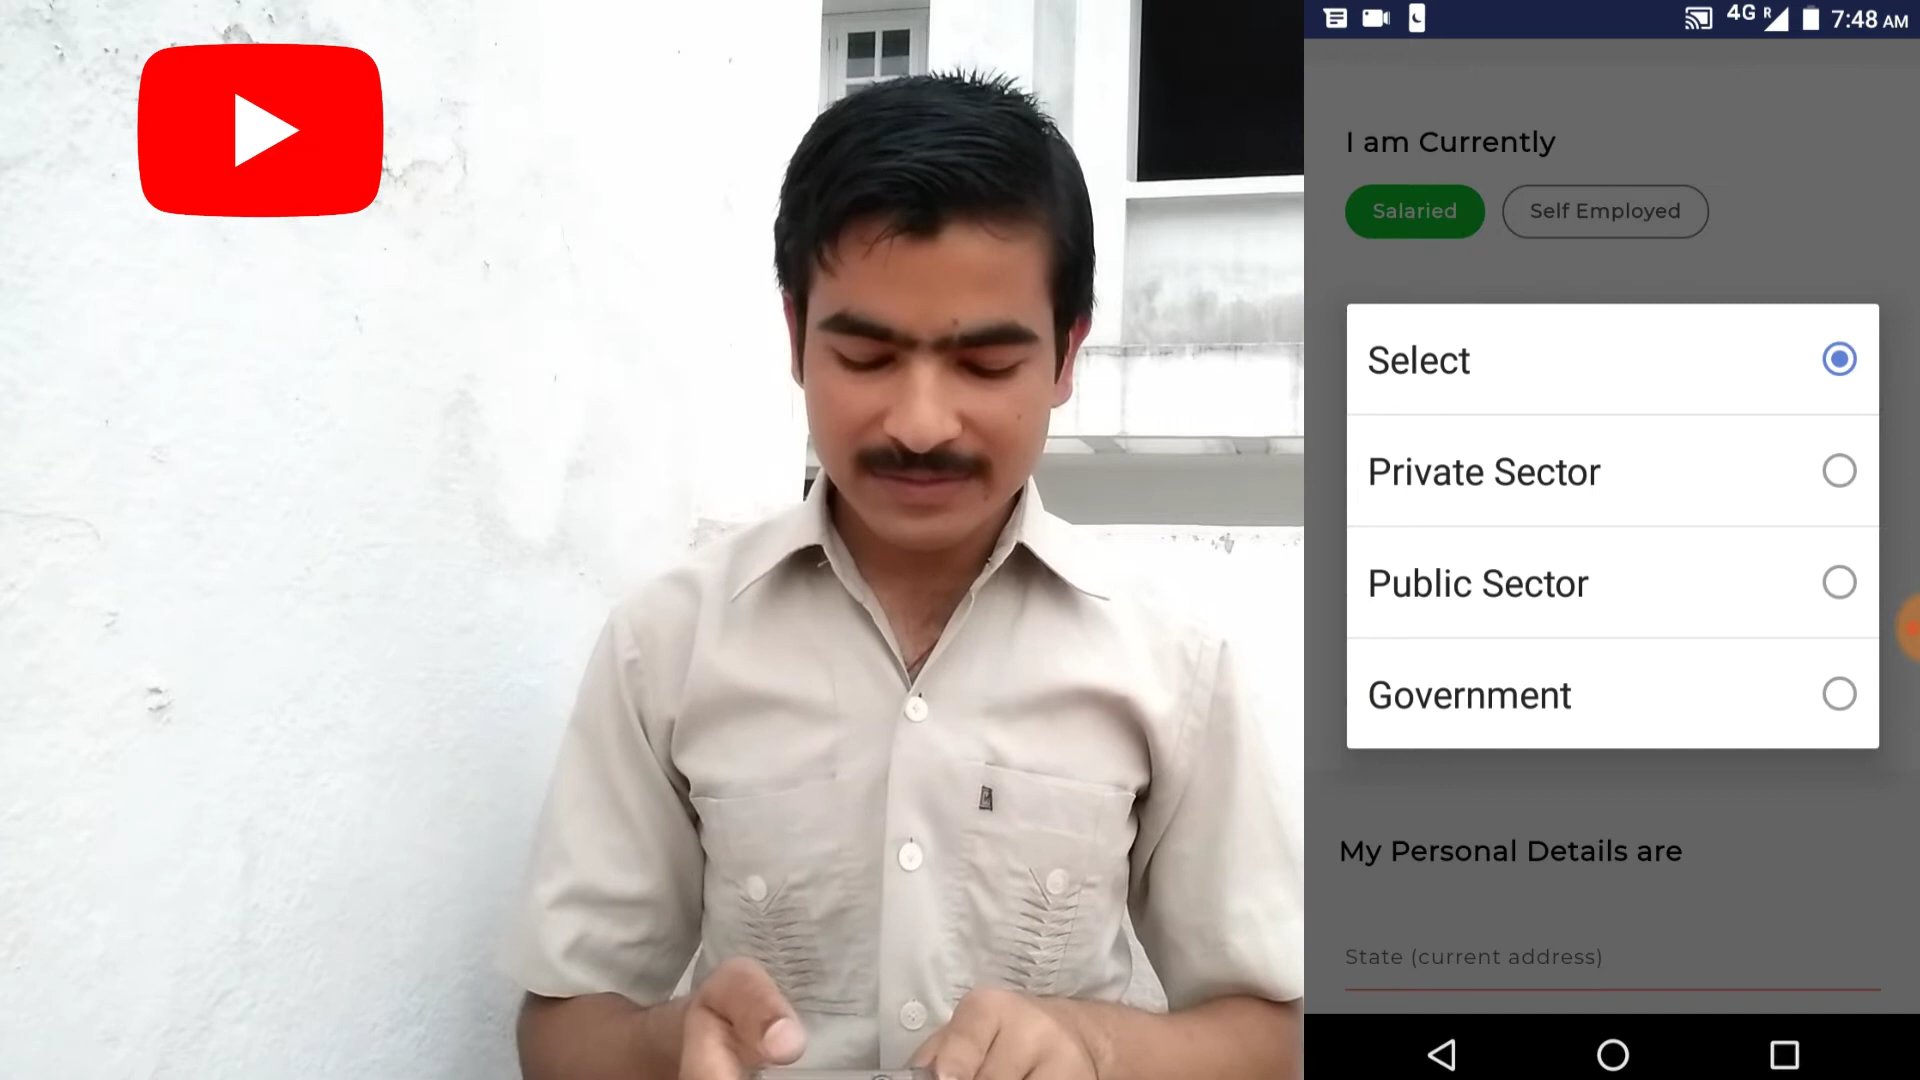 4G R 7:48 AM
I am Currently
Salaried Self Employed
Select
Private Sector
Public Sector
Government
My Personal Details are
State (current address)